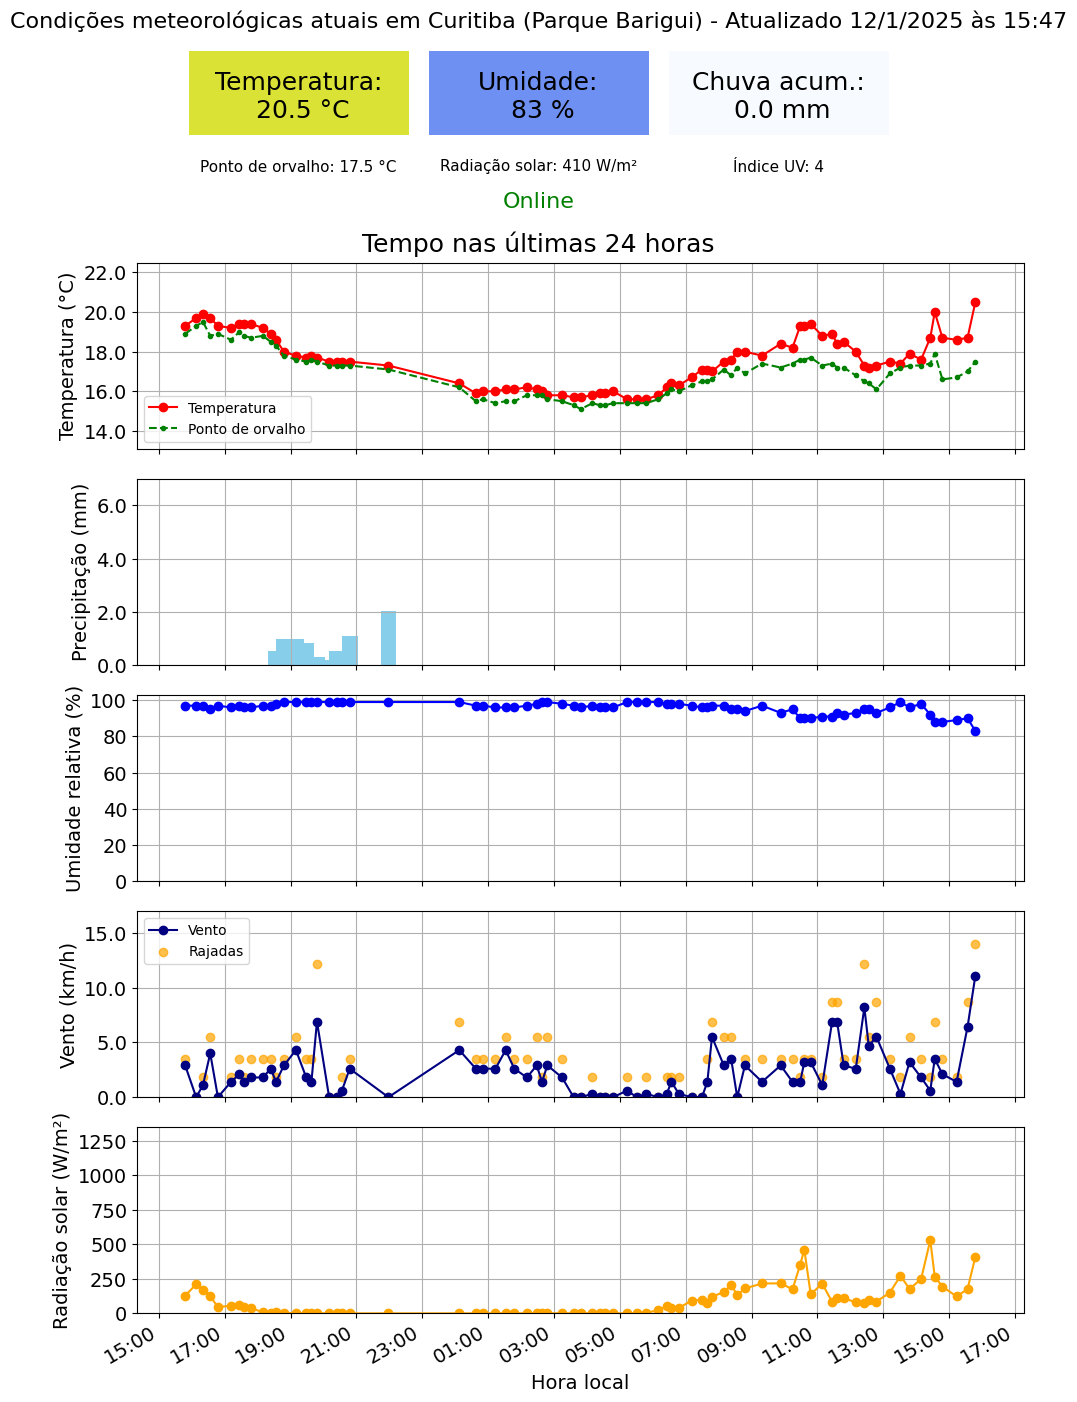 Condições meteorológicas atuais em Curitiba (Parque Barigui) - Atualizado 12/1/2025 às 15:47
Temperatura:
20.5 °C
Umidade:
83 %
Chuva acum.:
0.0 mm
Ponto de orvalho: 17.5 °C
Radiação solar: 410 W/m²
Índice UV: 4
Online
Tempo nas últimas 24 horas
Temperatura (°C)
22.0
20.0
18.0
16.0
14.0
Temperatura
Ponto de orvalho
Precipitação (mm)
6.0
4.0
2.0
0.0
Umidade relativa (%)
100
80
60
40
20
0
Vento (km/h)
15.0
10.0
5.0
0.0
Vento
Rajadas
Radiação solar (W/m²)
1250
1000
750
500
250
0
15:00
17:00
19:00
21:00
23:00
01:00
03:00
05:00
07:00
09:00
11:00
13:00
15:00
17:00
Hora local